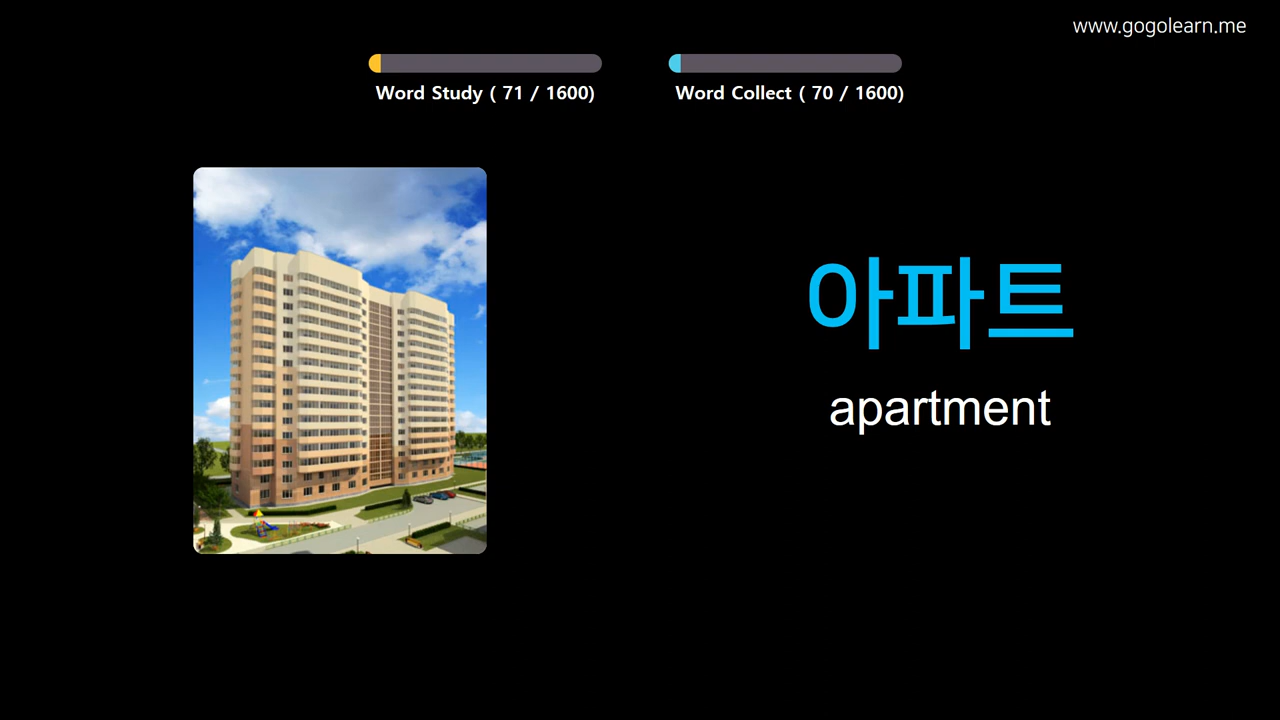 www.gogolearn.me
Word Study ( 71 / 1600)
Word Collect ( 70 / 1600)
아파트
apartment